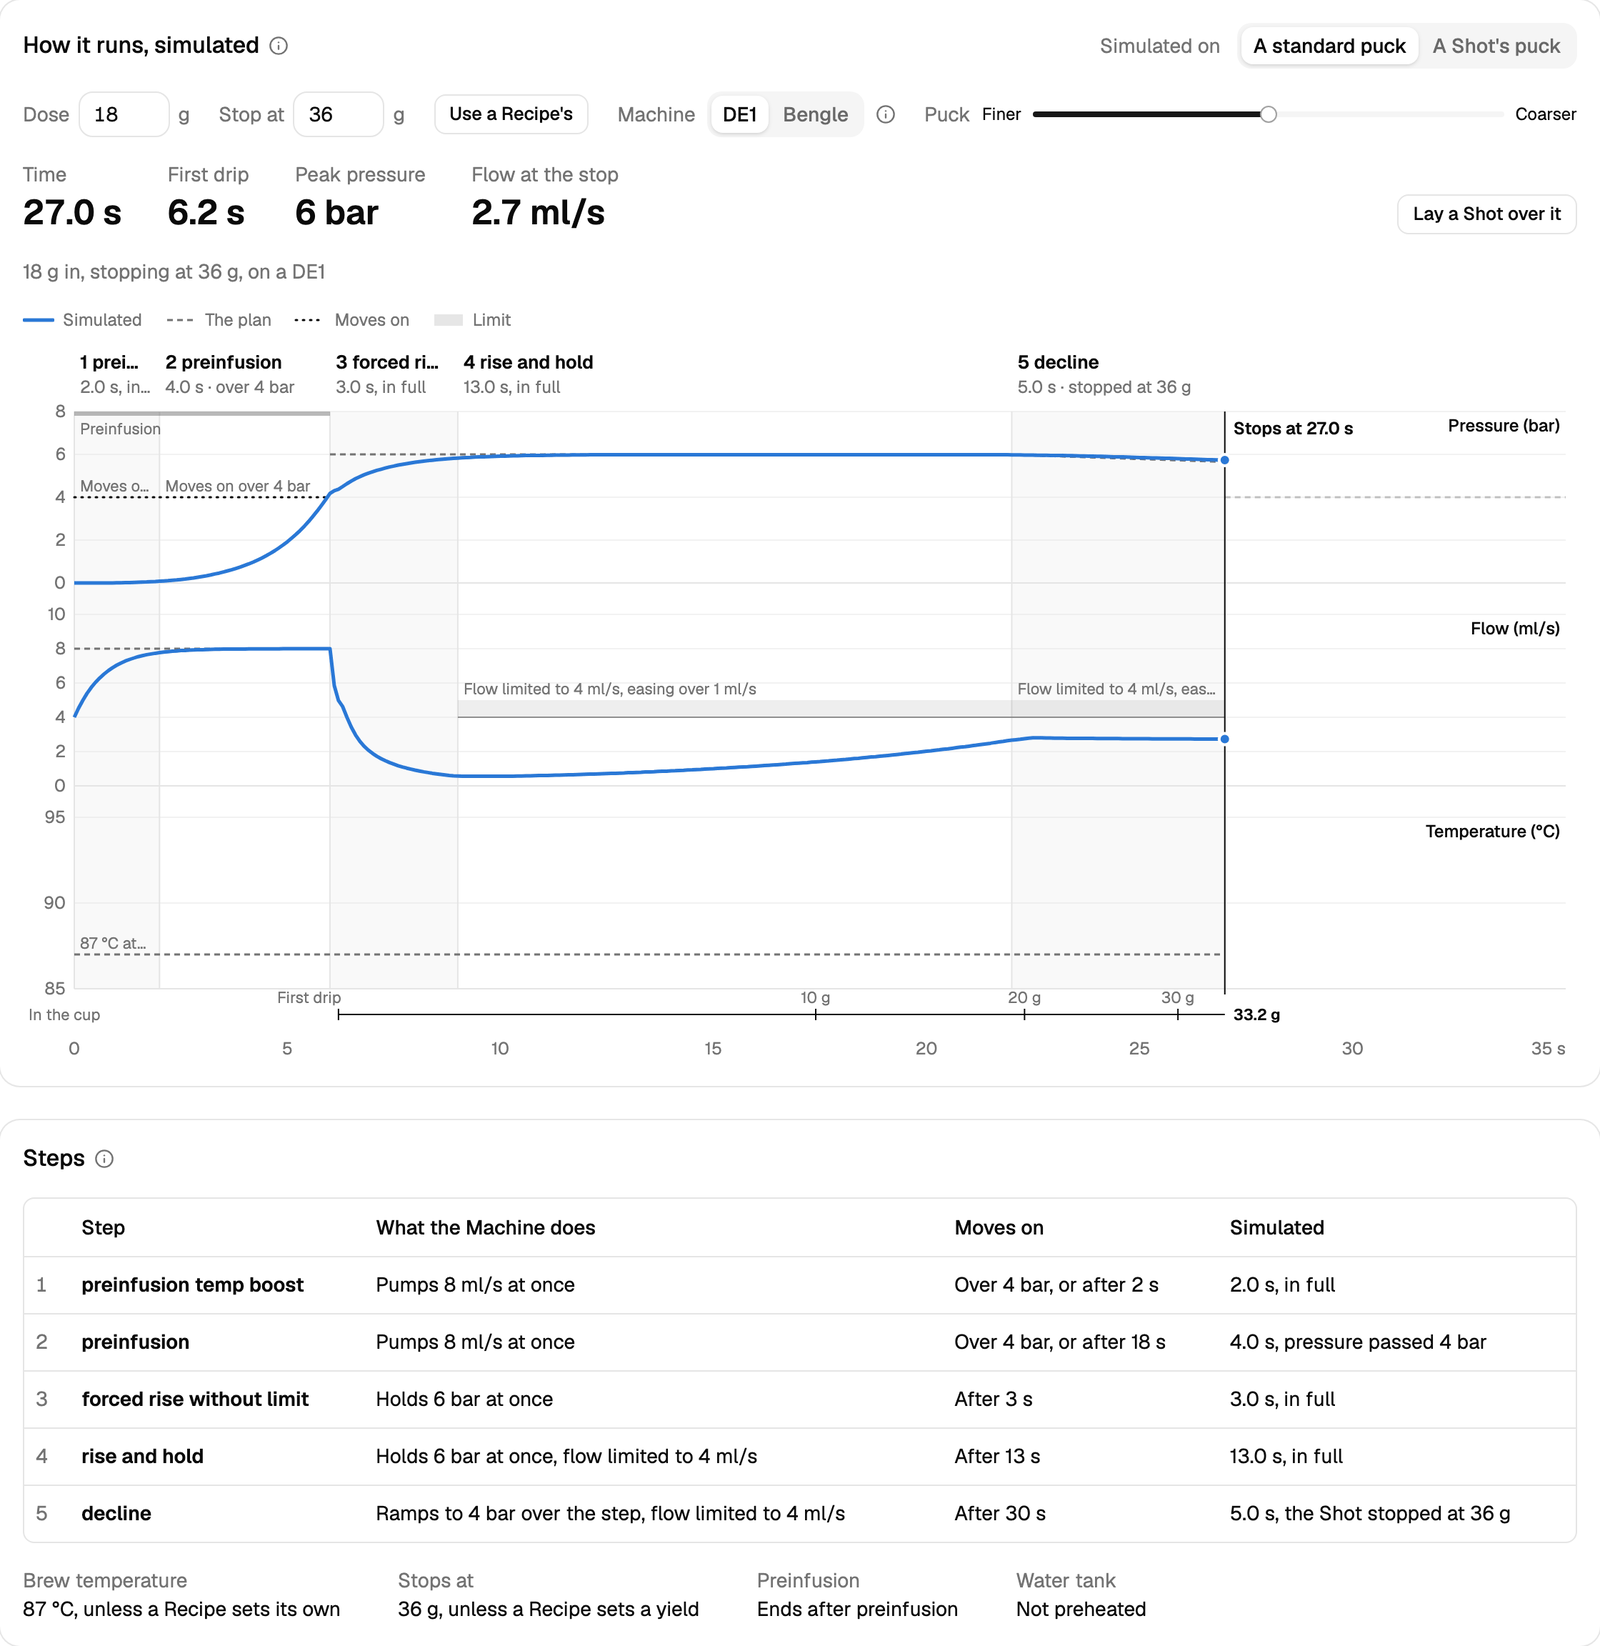 How it runs, simulated
Simulated on A standard puck A Shot's puck
Dose 18 g Stop at 36 g Use a Recipe's Machine DE1 Bengle Puck Finer Coarser
Time First drip Peak pressure Flow at the stop
27.0 s 6.2 s 6 bar 2.7 ml/s
Lay a Shot over it
18 g in, stopping at 36 g, on a DE1
Simulated The plan Moves on Limit
1 prei... 2 preinfusion 3 forced ri... 4 rise and hold 5 decline
2.0 s, in... 4.0 s · over 4 bar 3.0 s, in full 13.0 s, in full 5.0 s · stopped at 36 g
8
Preinfusion Stops at 27.0 s Pressure (bar)
6
Moves o... Moves on over 4 bar
4
2
0
10
Flow (ml/s)
8
6 Flow limited to 4 ml/s, easing over 1 ml/s Flow limited to 4 ml/s, eas...
4
2
0
95
Temperature (°C)
90
87 °C at...
85
First drip 10 g 20 g 30 g
In the cup 33.2 g
0 5 10 15 20 25 30 35 s
Steps
Step What the Machine does Moves on Simulated
1 preinfusion temp boost Pumps 8 ml/s at once Over 4 bar, or after 2 s 2.0 s, in full
2 preinfusion Pumps 8 ml/s at once Over 4 bar, or after 18 s 4.0 s, pressure passed 4 bar
3 forced rise without limit Holds 6 bar at once After 3 s 3.0 s, in full
4 rise and hold Holds 6 bar at once, flow limited to 4 ml/s After 13 s 13.0 s, in full
5 decline Ramps to 4 bar over the step, flow limited to 4 ml/s After 30 s 5.0 s, the Shot stopped at 36 g
Brew temperature Stops at Preinfusion Water tank
87 °C, unless a Recipe sets its own 36 g, unless a Recipe sets a yield Ends after preinfusion Not preheated